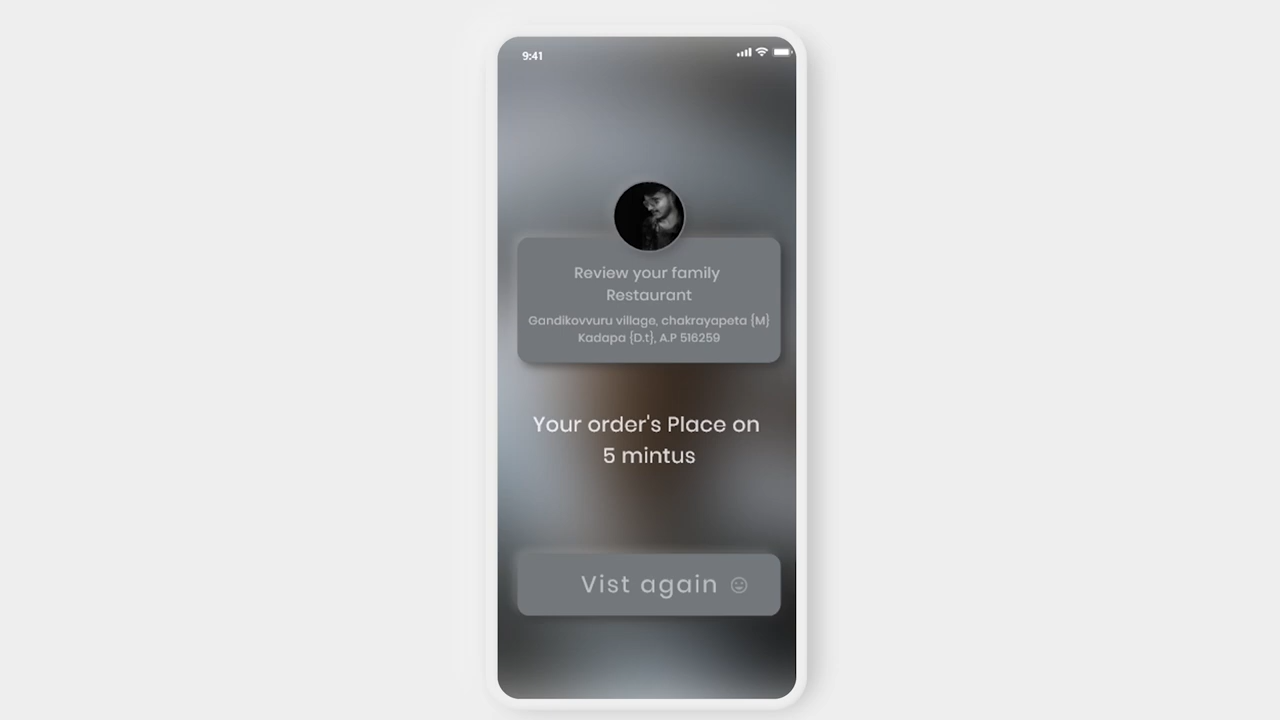 9:41
Review your family
Restaurant
Gandikovvuru village, chakrayapeta {M}
Kadapa {D.t}, A.P 516259
Your order's Place on
5 mintus
Vist again